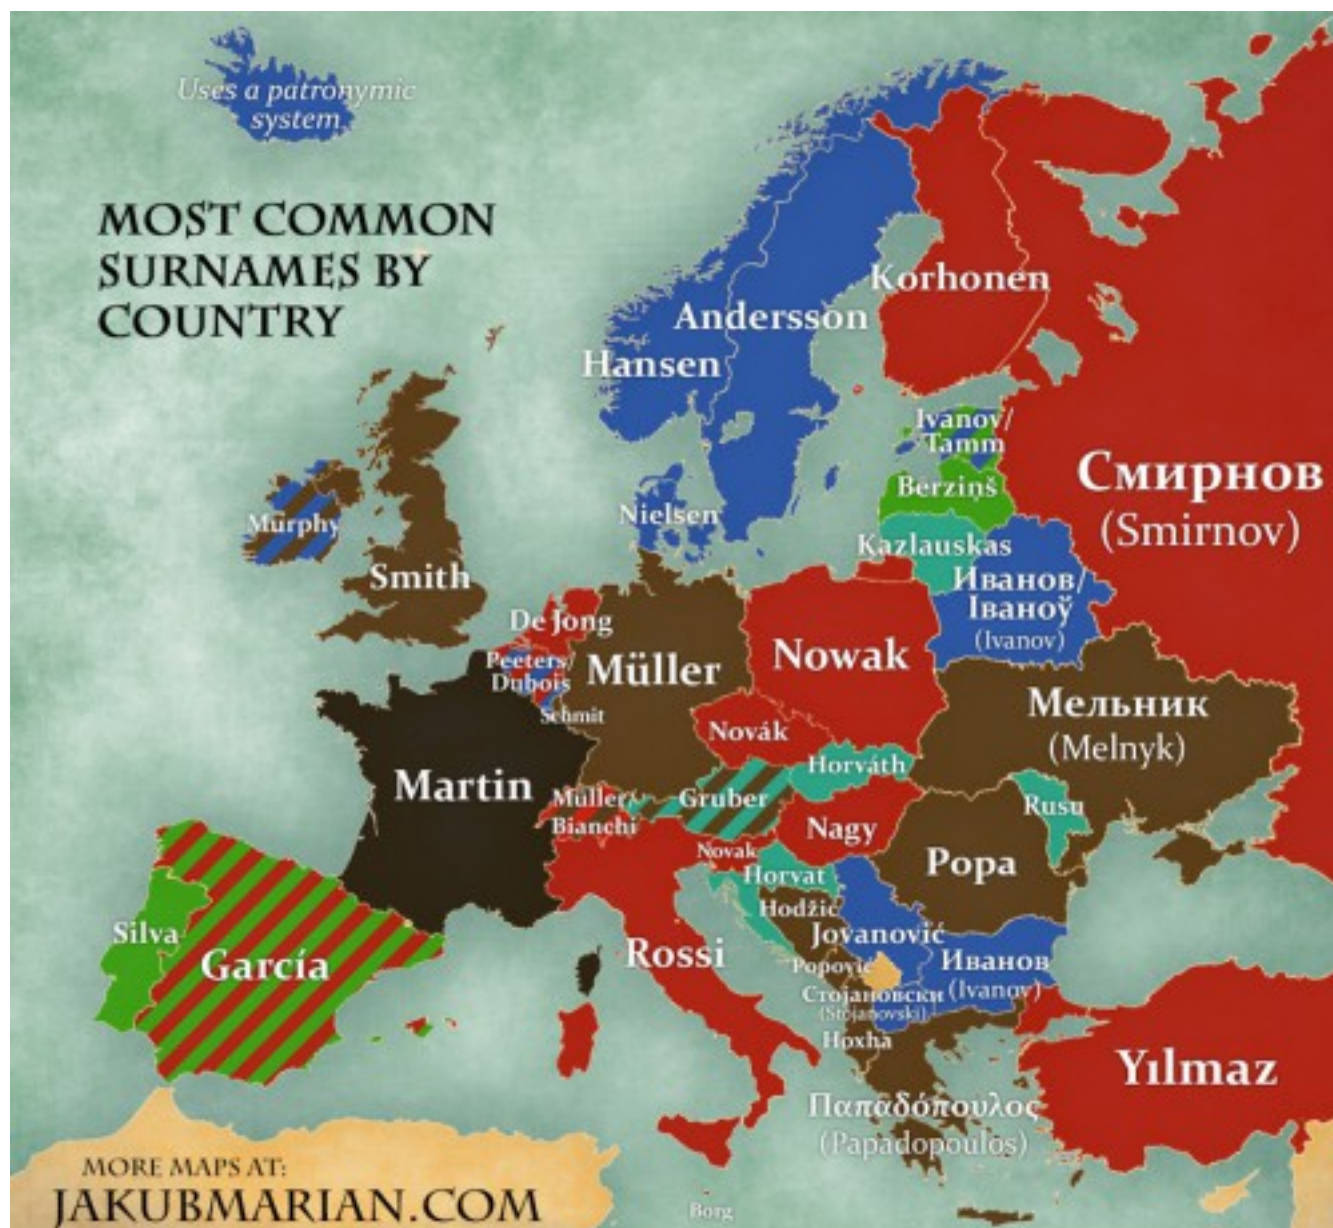 Uses a patronymic
system
MOST COMMON
SURNAMES BY
COUNTRY
Korhonen
Andersson
Hansen
Ivanov/
Tamm
Смирнов
(Smirnov)
Berziņš
Nielsen
Murphy
Kazlauskas
Smith
Иванов/
Іваноў
(Ivanov)
De Jong
Peeters/
Dubois
Müller
Nowak
Schmit
Мельник
(Melnyk)
Novák
Horváth
Martin
Müller/
Bianchi
Gruber
Rusu
Nagy
Novak
Popa
Horvat
Hodžić
Silva
Jovanović
García
Rossi
Popović
Иванов
(Ivanov)
Стојановски
(Stojanovski)
Hoxha
Yılmaz
Παπαδόπουλος
(Papadopoulos)
MORE MAPS AT:
JAKUBMARIAN.COM
Borg